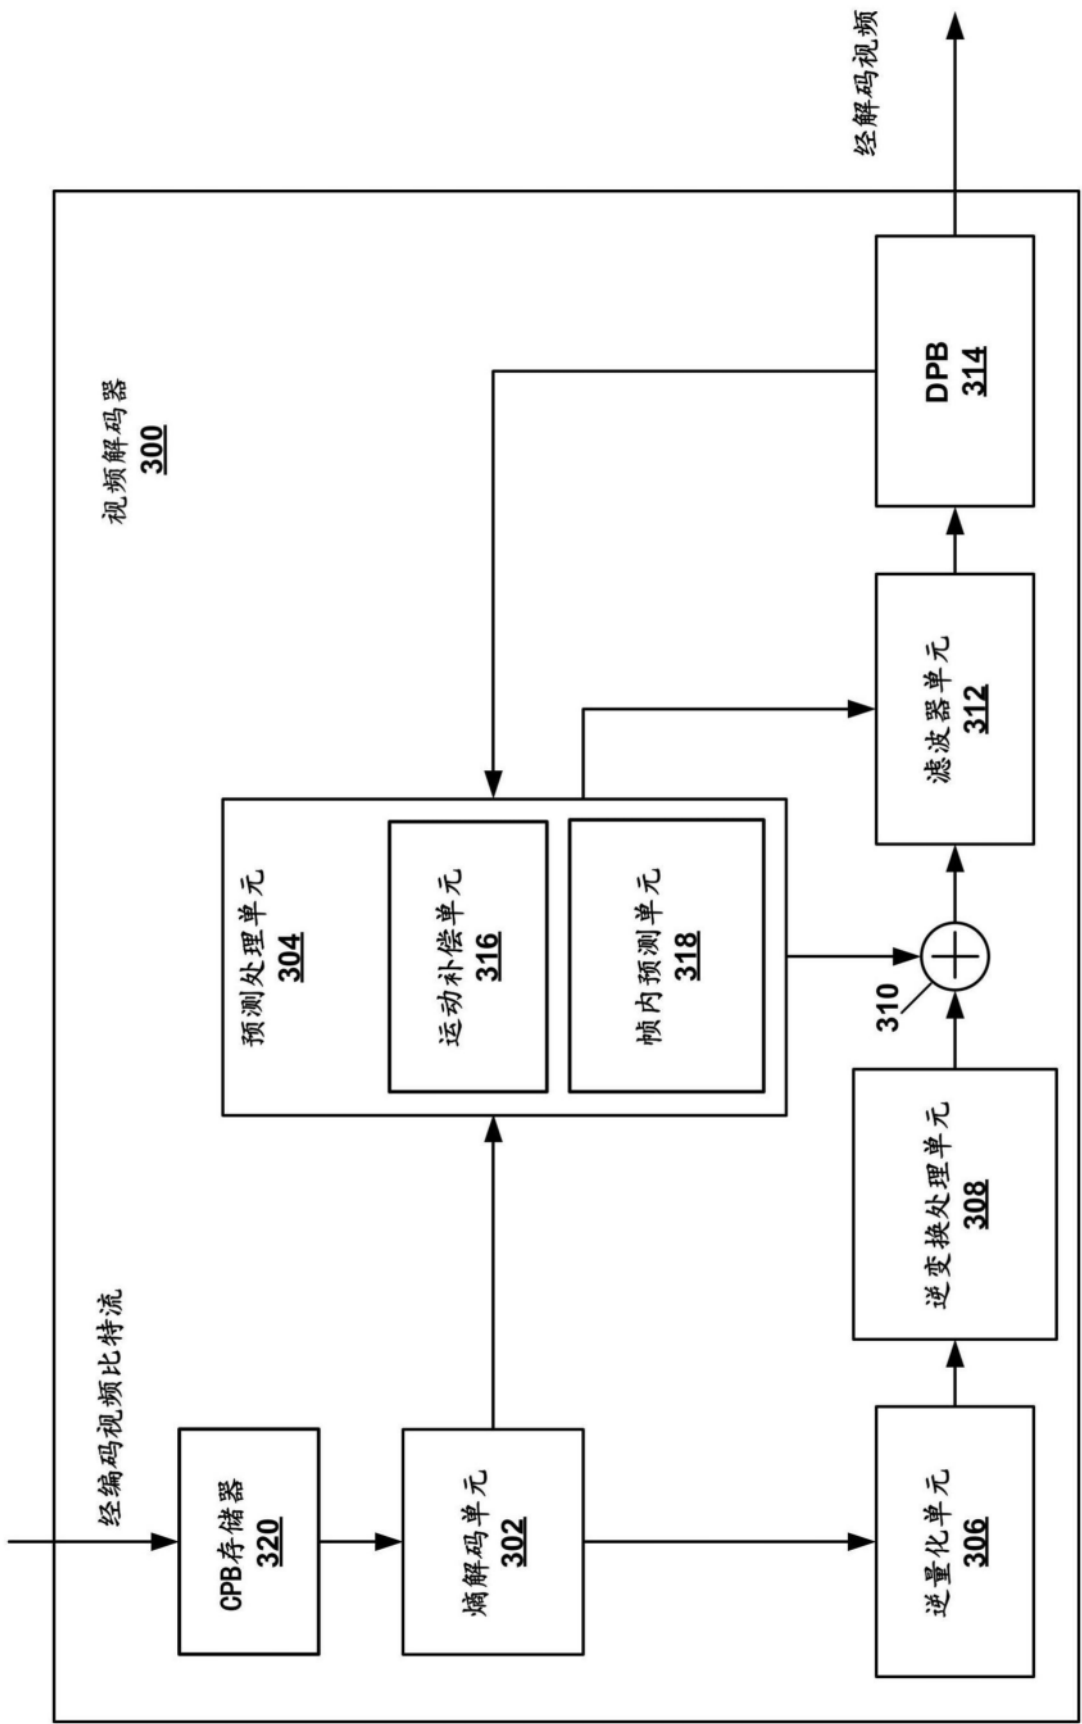 经编码视频比特流
视频解码器
300
经解码视频
CPB存储器
320
预测处理单元
304
熵解码单元
302
运动补偿单元
316
帧内预测单元
318
310
逆量化单元
306
逆变换处理单元
308
滤波器单元
312
DPB
314